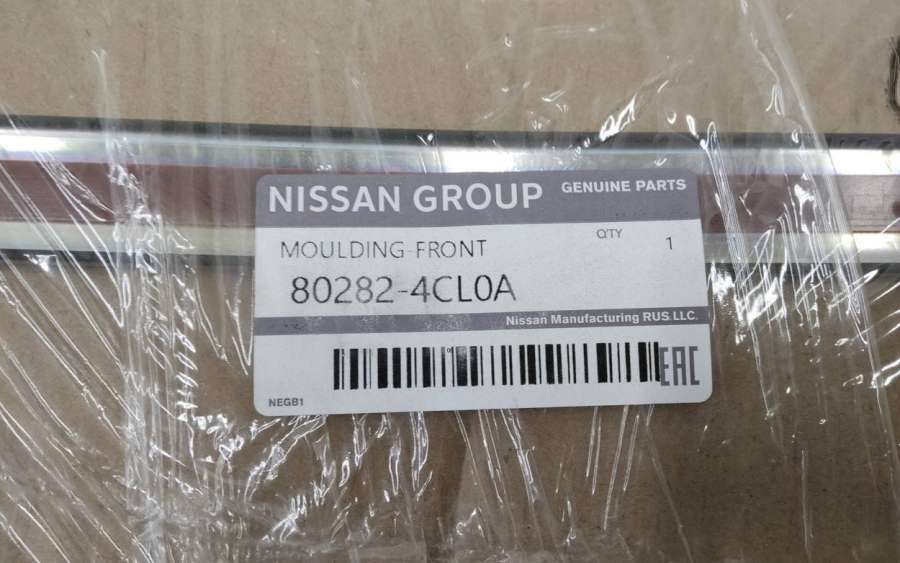 NISSAN GROUP GENUINE PARTS
MOULDING-FRONT QTY 1
80282-4CL0A
Nissan Manufacturing RUS LLC.
EAC
NEGB1